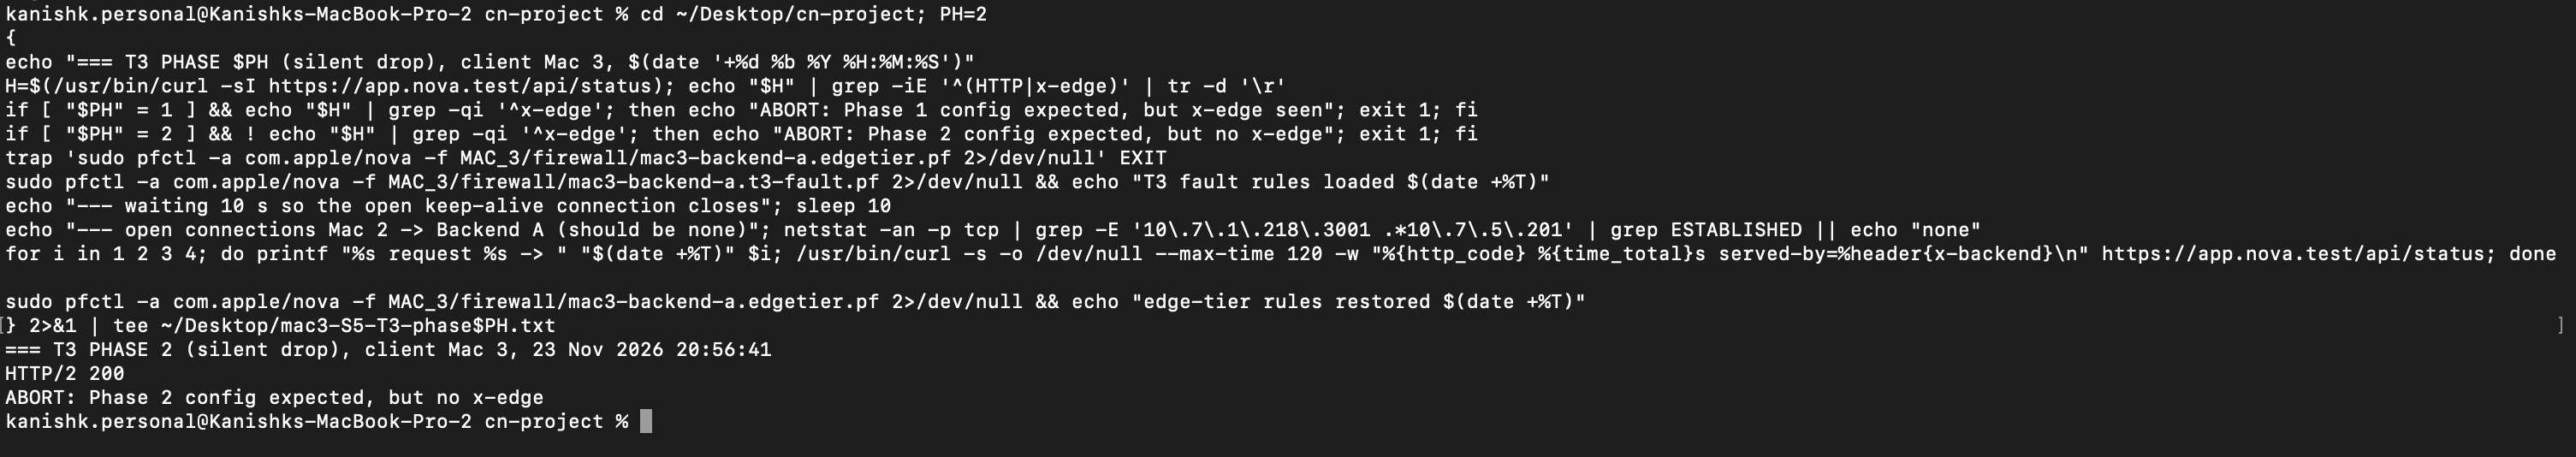 kanishk.personal@Kanishks-MacBook-Pro-2 cn-project % cd ~/Desktop/cn-project; PH=2
{
echo "=== T3 PHASE $PH (silent drop), client Mac 3, $(date '+%d %b %Y %H:%M:%S')"
H=$(/usr/bin/curl -sI https://app.nova.test/api/status); echo "$H" | grep -iE '^(HTTP|x-edge)' | tr -d '\r'
if [ "$PH" = 1 ] && echo "$H" | grep -qi '^x-edge'; then echo "ABORT: Phase 1 config expected, but x-edge seen"; exit 1; fi
if [ "$PH" = 2 ] && ! echo "$H" | grep -qi '^x-edge'; then echo "ABORT: Phase 2 config expected, but no x-edge"; exit 1; fi
trap 'sudo pfctl -a com.apple/nova -f MAC_3/firewall/mac3-backend-a.edgetier.pf 2>/dev/null' EXIT
sudo pfctl -a com.apple/nova -f MAC_3/firewall/mac3-backend-a.t3-fault.pf 2>/dev/null && echo "T3 fault rules loaded $(date +%T)"
echo "--- waiting 10 s so the open keep-alive connection closes"; sleep 10
echo "--- open connections Mac 2 -> Backend A (should be none)"; netstat -an -p tcp | grep -E '10\.7\.1\.218\.3001 .*10\.7\.5\.201' | grep ESTABLISHED || echo "none"
for i in 1 2 3 4; do printf "%s request %s -> " "$(date +%T)" $i; /usr/bin/curl -s -o /dev/null --max-time 120 -w "%{http_code} %{time_total}s served-by=%header{x-backend}\n" https://app.nova.test/api/status; done
sudo pfctl -a com.apple/nova -f MAC_3/firewall/mac3-backend-a.edgetier.pf 2>/dev/null && echo "edge-tier rules restored $(date +%T)"
[} 2>&1 | tee ~/Desktop/mac3-S5-T3-phase$PH.txt ]
=== T3 PHASE 2 (silent drop), client Mac 3, 23 Nov 2026 20:56:41
HTTP/2 200
ABORT: Phase 2 config expected, but no x-edge
kanishk.personal@Kanishks-MacBook-Pro-2 cn-project %